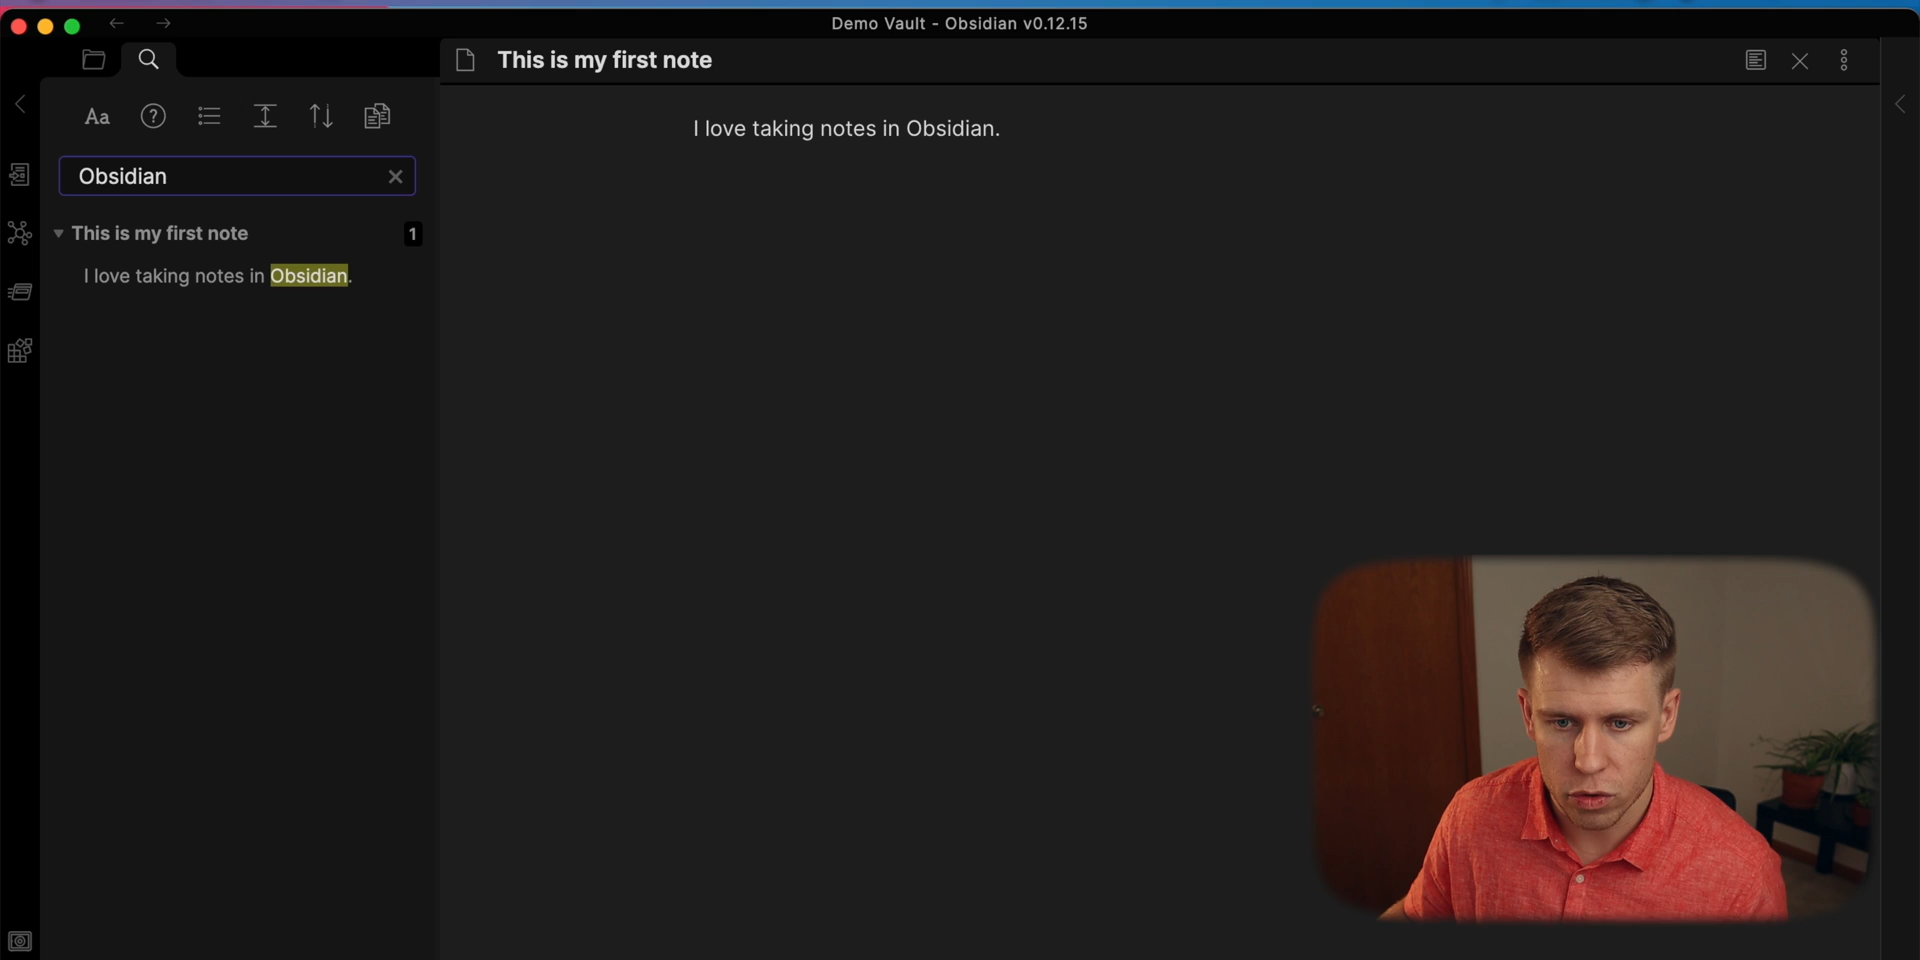 Demo Vault - Obsidian v0.12.15
This is my first note
Aa
Obsidian
This is my first note 1
I love taking notes in Obsidian.
I love taking notes in Obsidian.